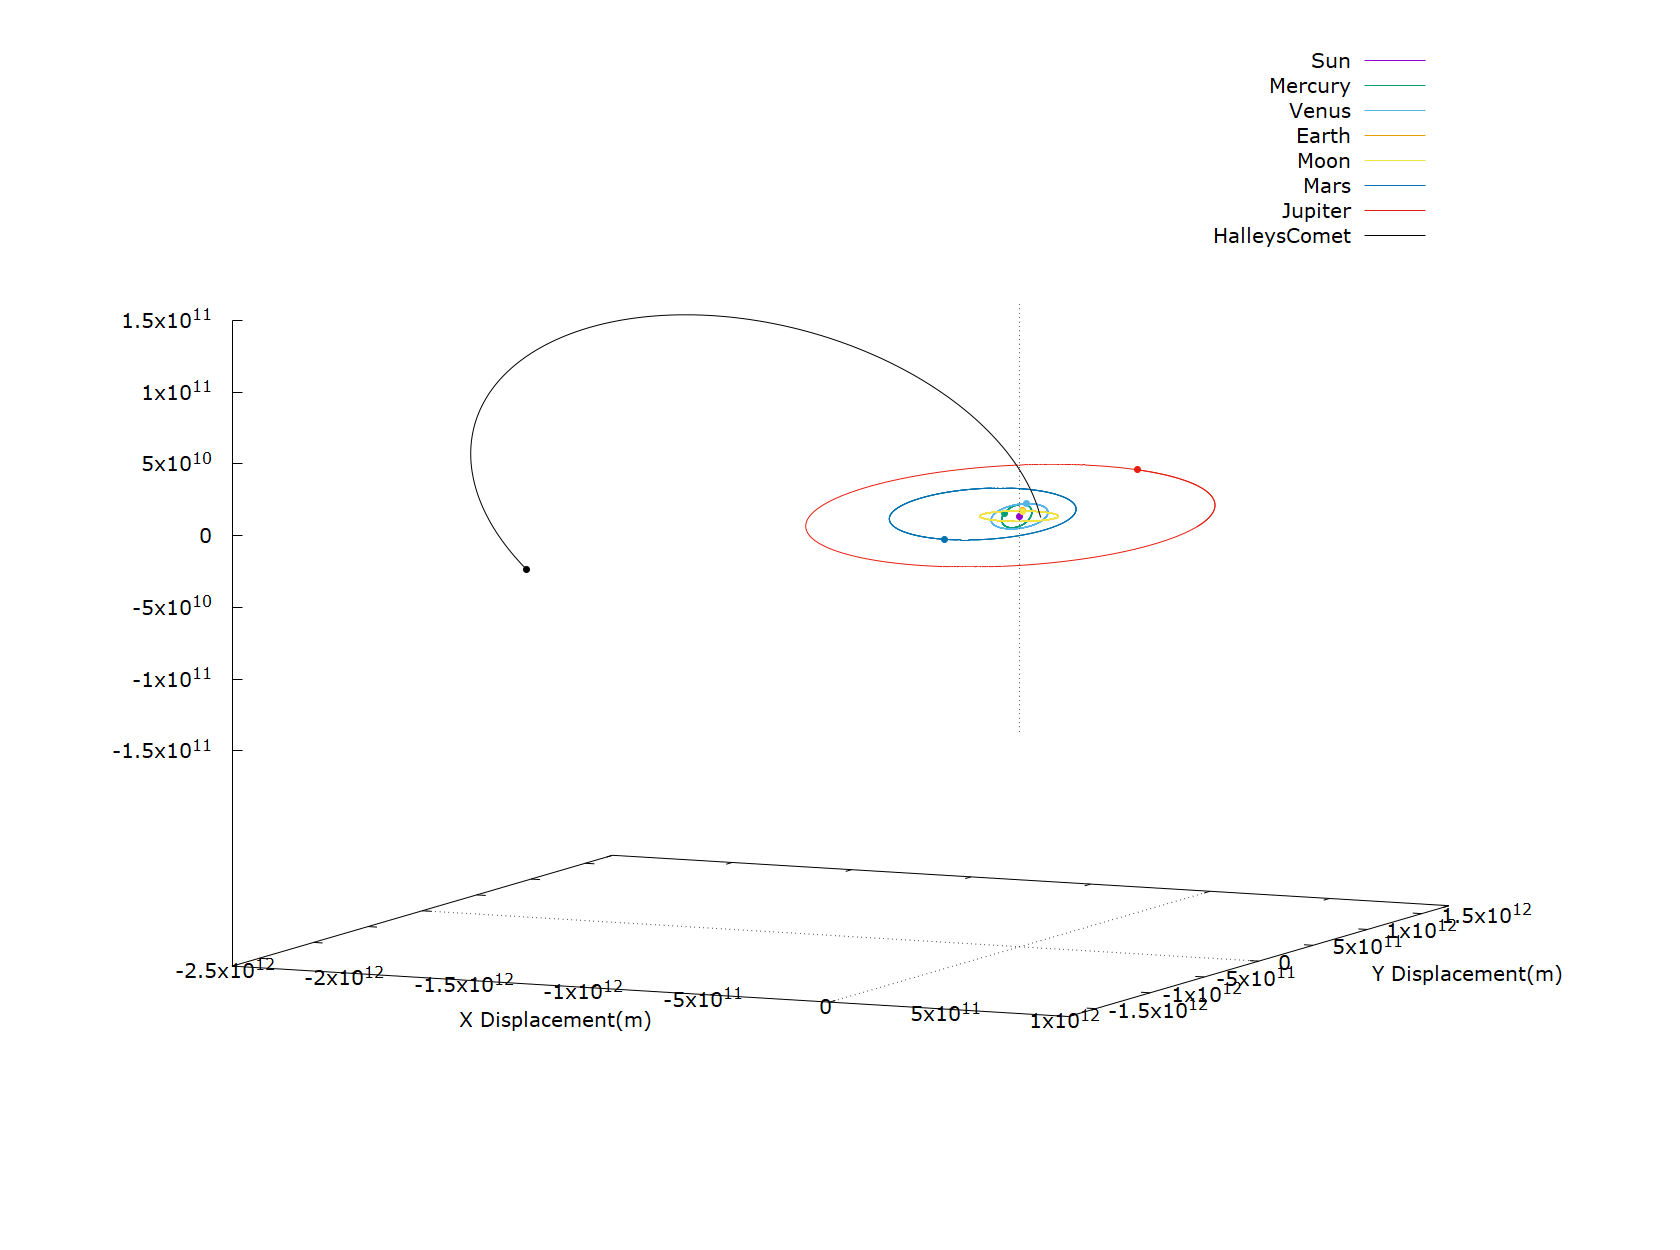 Sun
Mercury
Venus
Earth
Moon
Mars
Jupiter
HalleysComet
1.5x10^11
1x10^11
5x10^10
0
-5x10^10
-1x10^11
-1.5x10^11
-2.5x10^12
-2x10^12
-1.5x10^12
-1x10^12
-5x10^11
0
5x10^11
1x10^12
X Displacement(m)
-1.5x10^12
-1x10^12
-5x10^11
0
5x10^11
1x10^12
1.5x10^12
Y Displacement(m)